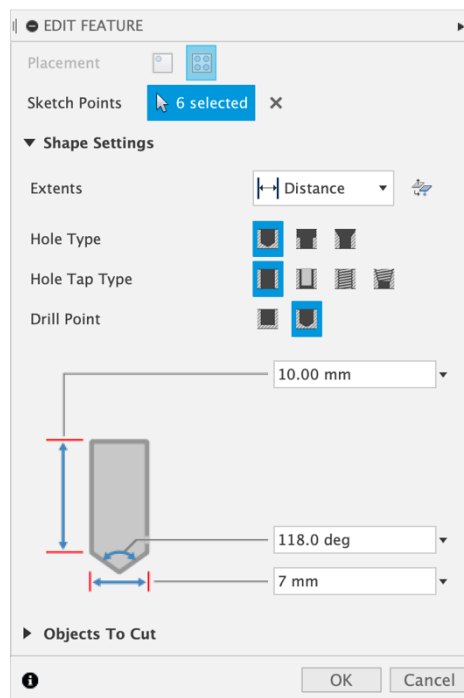 EDIT FEATURE
Placement
Sketch Points 6 selected
Shape Settings
Extents Distance
Hole Type
Hole Tap Type
Drill Point
10.00 mm
118.0 deg
7 mm
Objects To Cut
OK Cancel